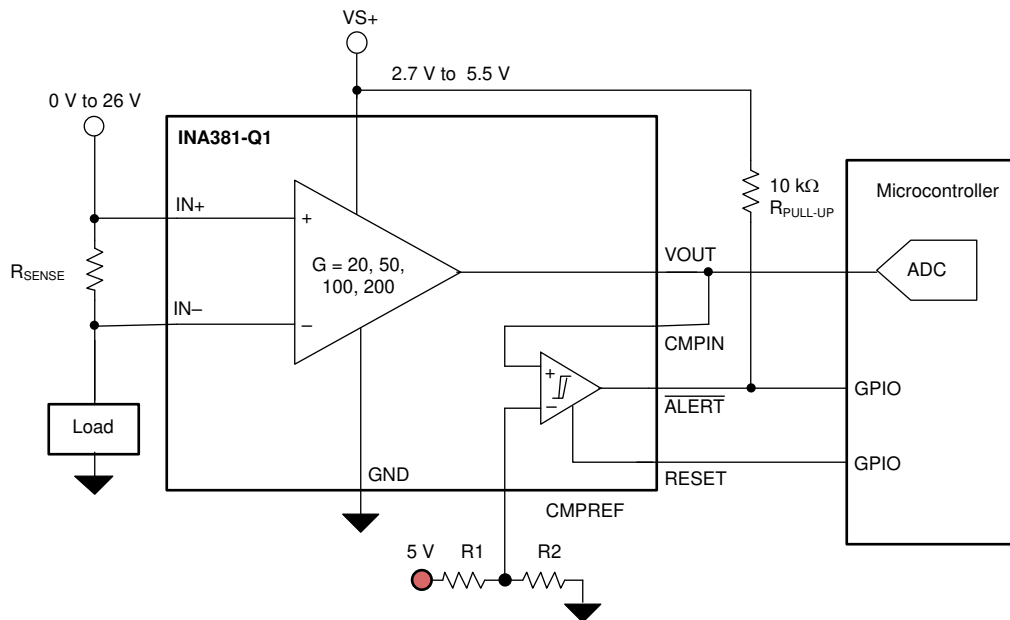 VS+
2.7 V to 5.5 V
0 V to 26 V
INA381-Q1
10 kΩ
RPULL-UP
Microcontroller
IN+
+
VOUT
ADC
RSENSE
G = 20, 50,
100, 200
IN–
–
CMPIN
+
–
ALERT
GPIO
Load
GND
RESET
GPIO
CMPREF
5 V
R1
R2